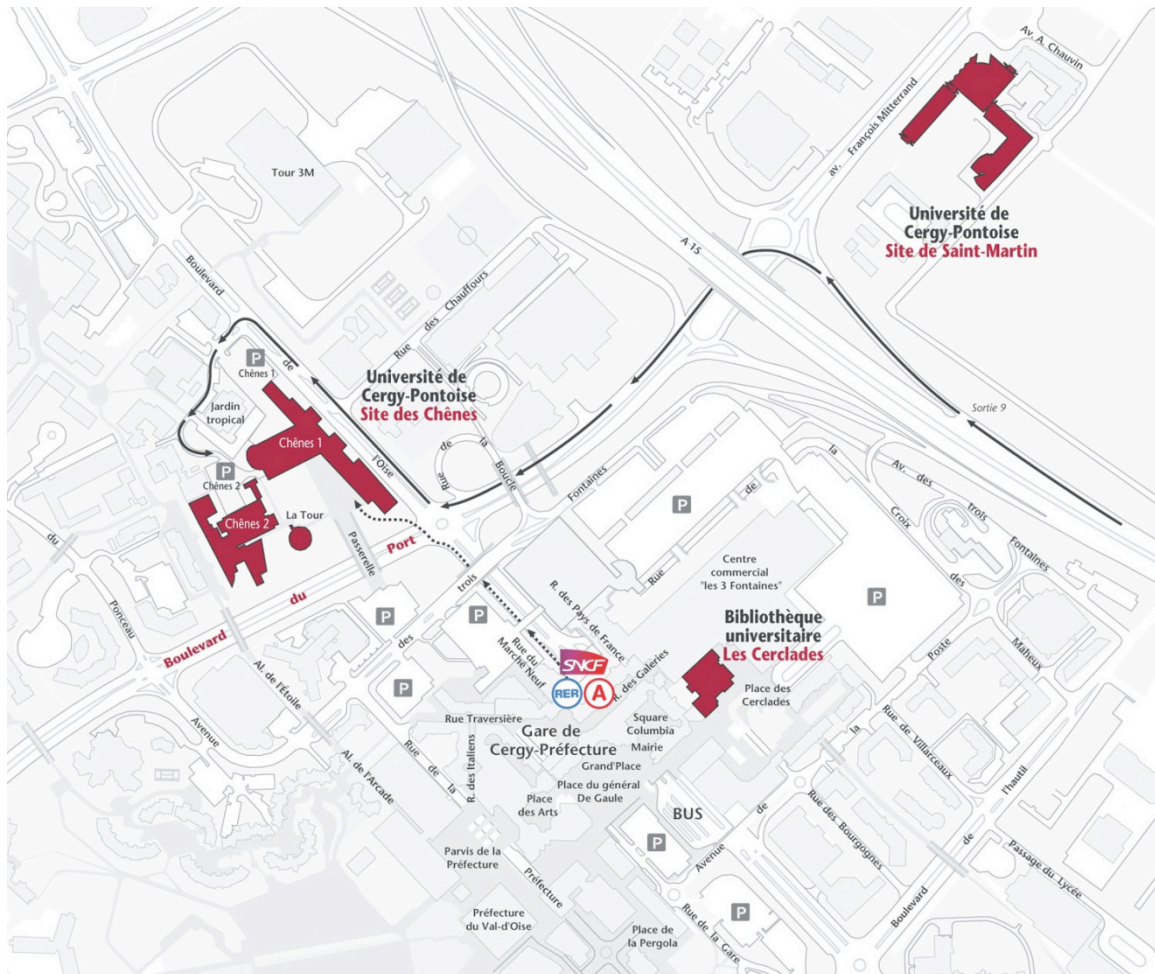 Av. A. Chauvin
av. François Mitterrand
Tour 3M
Université de
Cergy-Pontoise
Site de Saint-Martin
A 15
Boulevard
de
l'Oise
Rue des Chauffours
P
Chênes 1
Université de
Cergy-Pontoise
Site des Chênes
Sortie 9
Jardin
tropical
Chênes 1
Rue de la Boucle
P
Chênes 2
Chênes 2
La Tour
Passerelle
Boulevard du Port
Av. des trois Fontaines
la Croix des Maheux
des trois Fontaines
P
Rue de
Centre
commercial
"les 3 Fontaines"
P
P
P
P
R. des Pays de France
Rue du
Marché Neuf
SNCF
RER
A
R. des Galeries
Bibliothèque
universitaire
Les Cerclades
Place des
Cerclades
du Ponceau
Avenue
Al. de l'Étoile
Al. de l'Arcade
Rue Traversière
R. des Italiens
Gare de
Cergy-Préfecture
Square
Columbia
Mairie
Grand'Place
Place du général
De Gaule
Place
des Arts
BUS
P
Avenue de la Poste
Rue de Villarceaux
Rue des Bourgognes
Boulevard de l'hautil
Passage du Lycée
Rue de la Préfecture
Parvis de la
Préfecture
Préfecture
du Val-d'Oise
Place de
la Pergola
P
Rue de la Gare